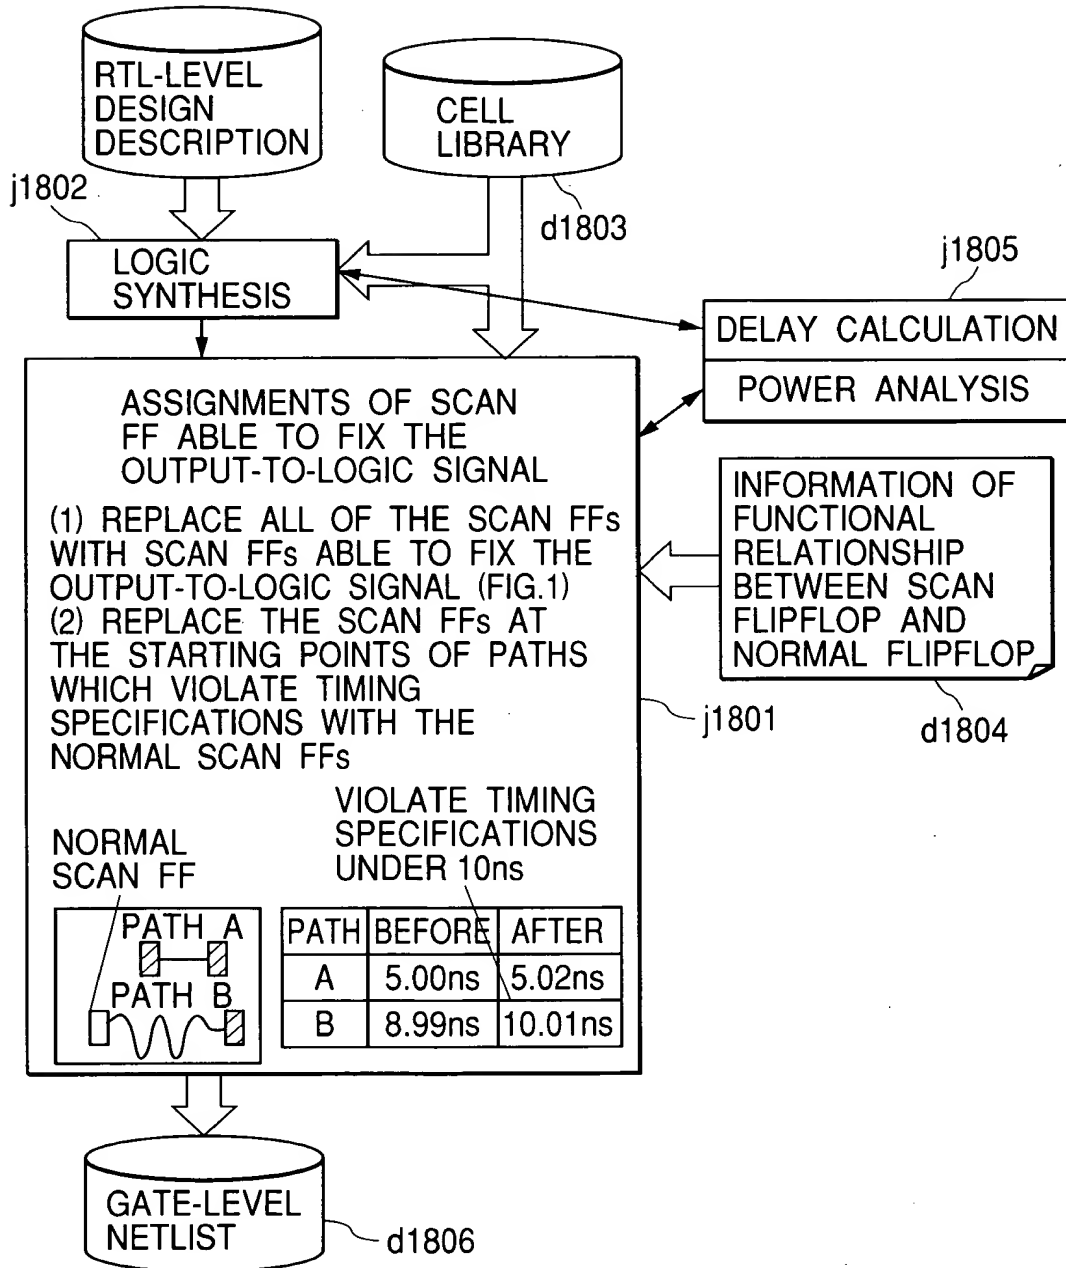 RTL-LEVEL
DESIGN
DESCRIPTION
CELL
LIBRARY
j1802
d1803
LOGIC
SYNTHESIS
j1805
DELAY CALCULATION
POWER ANALYSIS
ASSIGNMENTS OF SCAN
FF ABLE TO FIX THE
OUTPUT-TO-LOGIC SIGNAL
(1) REPLACE ALL OF THE SCAN FFs
WITH SCAN FFs ABLE TO FIX THE
OUTPUT-TO-LOGIC SIGNAL (FIG.1)
(2) REPLACE THE SCAN FFs AT
THE STARTING POINTS OF PATHS
WHICH VIOLATE TIMING
SPECIFICATIONS WITH THE
NORMAL SCAN FFs
INFORMATION OF
FUNCTIONAL
RELATIONSHIP
BETWEEN SCAN
FLIPFLOP AND
NORMAL FLIPFLOP
j1801
d1804
VIOLATE TIMING
SPECIFICATIONS
UNDER 10ns
NORMAL
SCAN FF
PATH A
PATH B
PATH BEFORE AFTER
A 5.00ns 5.02ns
B 8.99ns 10.01ns
GATE-LEVEL
NETLIST
d1806